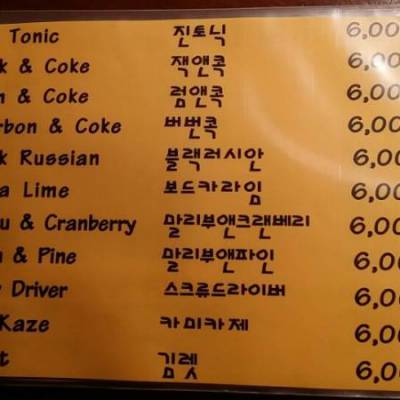 Tonic 진토닉 6,00
k & Coke 잭앤콕 6,00
n & Coke 럼앤콕 6,00
rbon & Coke 버번콕 6,00
k Russian 블랙러시안 6,00
a Lime 보드카라임 6,00
u & Cranberry 말리부앤크랜베리 6,00
& Pine 말리부앤파인 6,00
Driver 스크류드라이버 6,00
Kaze 카미카제 6,00
t 김렛 6,00